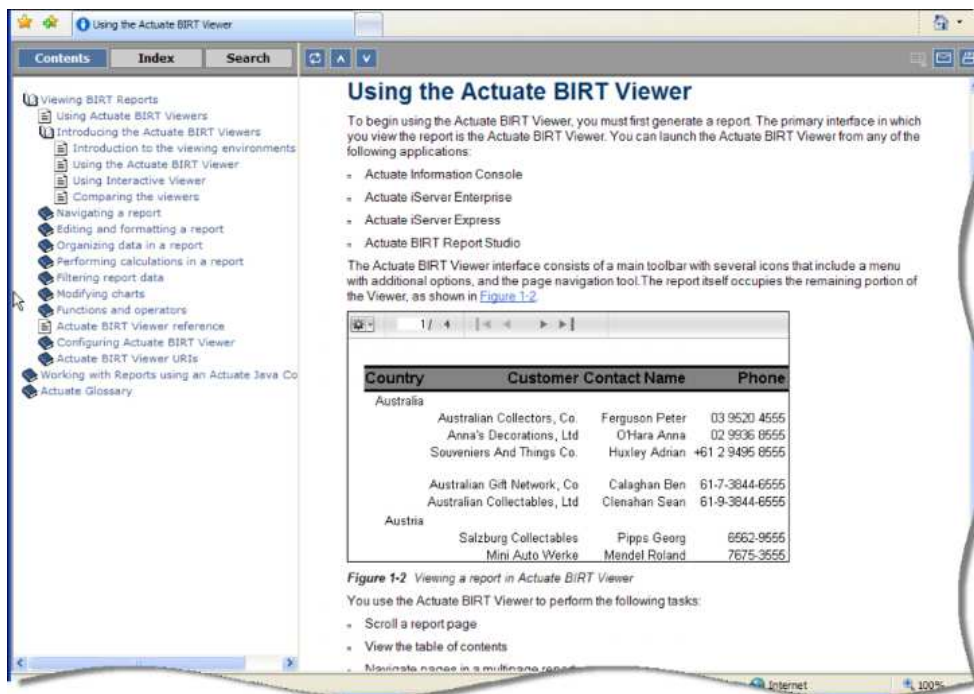 Using the Actuate BIRT Viewer
Contents Index Search
Viewing BIRT Reports
Using Actuate BIRT Viewers
Introducing the Actuate BIRT Viewers
Introduction to the viewing environments
Using the Actuate BIRT Viewer
Using Interactive Viewer
Comparing the viewers
Navigating a report
Editing and formatting a report
Organizing data in a report
Performing calculations in a report
Filtering report data
Modifying charts
Functions and operators
Actuate BIRT Viewer reference
Configuring Actuate BIRT Viewer
Actuate BIRT Viewer URIs
Working with Reports using an Actuate Java Co
Actuate Glossary
Using the Actuate BIRT Viewer
To begin using the Actuate BIRT Viewer, you must first generate a report. The primary interface in which
you view the report is the Actuate BIRT Viewer. You can launch the Actuate BIRT Viewer from any of the
following applications:
Actuate Information Console
Actuate iServer Enterprise
Actuate iServer Express
Actuate BIRT Report Studio
The Actuate BIRT Viewer interface consists of a main toolbar with several icons that include a menu
with additional options, and the page navigation tool.The report itself occupies the remaining portion of
the Viewer, as shown in Figure 1-2.
1 / 4
Country Customer Contact Name Phone
Australia
Australian Collectors, Co. Ferguson Peter 03 9520 4555
Anna's Decorations, Ltd O'Hara Anna 02 9936 8555
Souveniers And Things Co. Huxley Adrian +61 2 9495 8555
Australian Gift Network, Co Calaghan Ben 61-7-3844-6555
Australian Collectables, Ltd Clenahan Sean 61-9-3844-6555
Austria
Salzburg Collectables Pipps Georg 6562-9555
Mini Auto Werke Mendel Roland 7675-3555
Figure 1-2 Viewing a report in Actuate BIRT Viewer
You use the Actuate BIRT Viewer to perform the following tasks:
Scroll a report page
View the table of contents
Navigate pages in a multipage report
Internet 100%